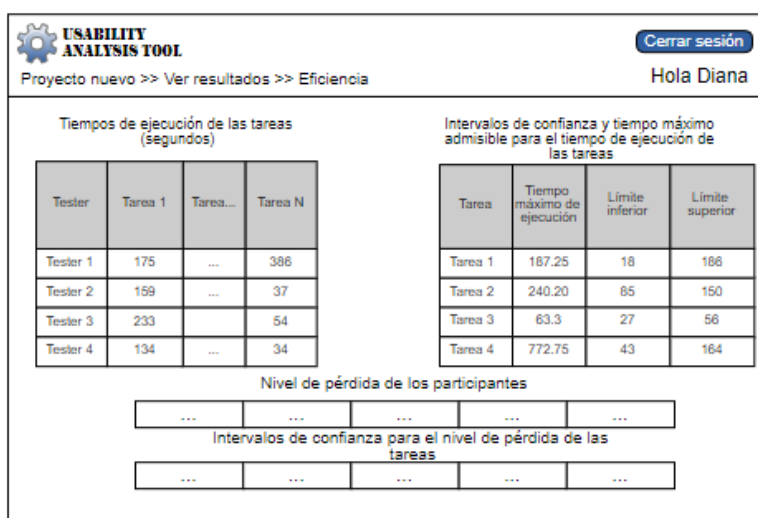 USABILITY
ANALYSIS TOOL
Cerrar sesión
Proyecto nuevo >> Ver resultados >> Eficiencia
Hola Diana
Tiempos de ejecución de las tareas
(segundos)
Tester Tarea 1 Tarea... Tarea N
Tester 1 175 ... 386
Tester 2 159 ... 37
Tester 3 233 ... 54
Tester 4 134 ... 34
Intervalos de confianza y tiempo máximo
admisible para el tiempo de ejecución de
las tareas
Tarea Tiempo máximo de ejecución Límite inferior Límite superior
Tarea 1 187.25 18 186
Tarea 2 240.20 85 150
Tarea 3 63.3 27 56
Tarea 4 772.75 43 164
Nivel de pérdida de los participantes
... ... ... ... ...
Intervalos de confianza para el nivel de pérdida de las
tareas
... ... ... ... ...